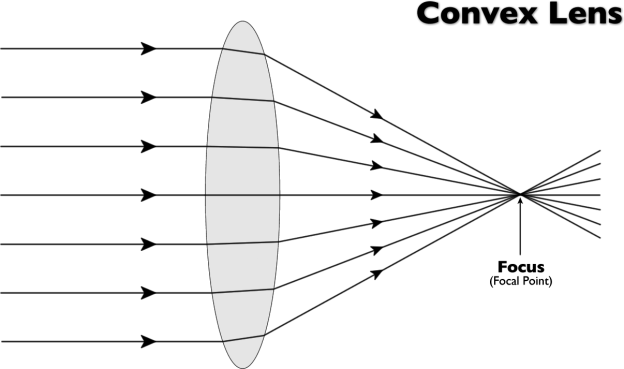 Convex Lens
Focus
(Focal Point)